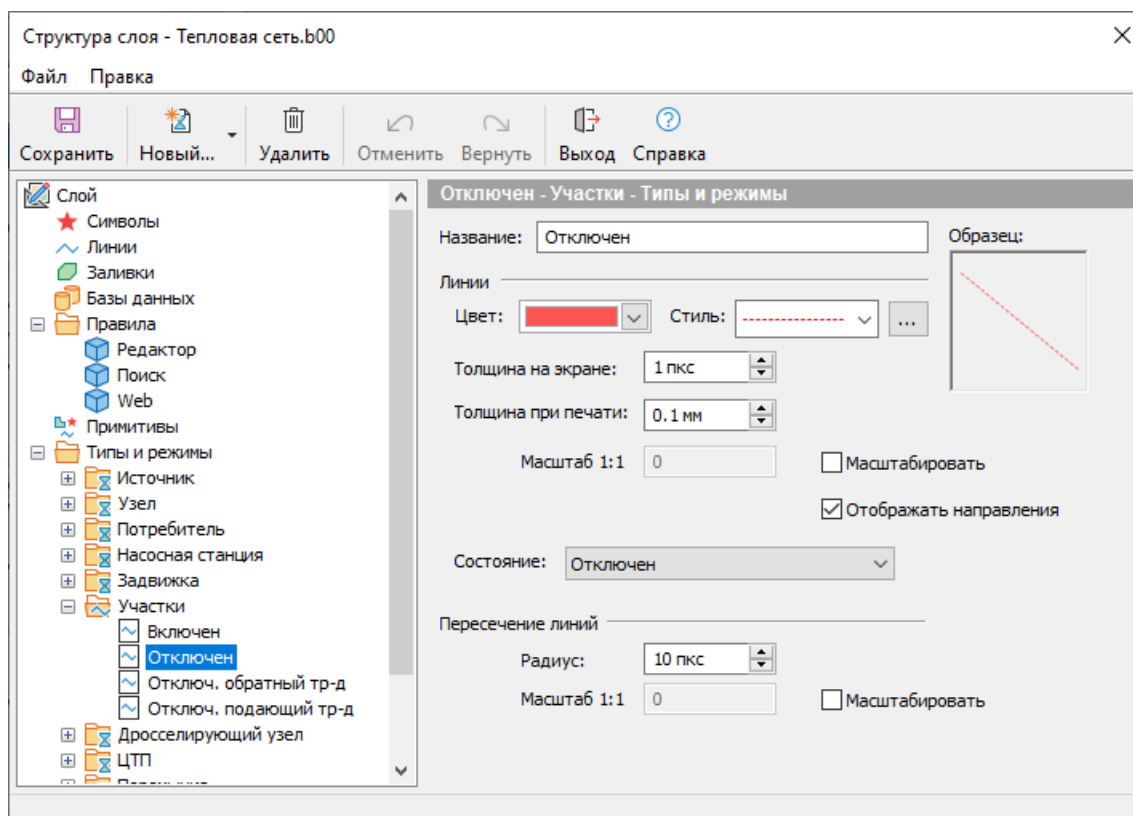 Структура слоя - Тепловая сеть.b00
Файл Правка
Сохранить Новый... Удалить Отменить Вернуть Выход Справка
Слой
Символы
Линии
Заливки
Базы данных
Правила
Редактор
Поиск
Web
Примитивы
Типы и режимы
Источник
Узел
Потребитель
Насосная станция
Задвижка
Участки
Включен
Отключен
Отключ. обратный тр-д
Отключ. подающий тр-д
Дросселирующий узел
ЦТП
Отключен - Участки - Типы и режимы
Название: Отключен
Образец:
Линии
Цвет: Стиль: ...
Толщина на экране: 1 пкс
Толщина при печати: 0.1 мм
Масштаб 1:1 0 Масштабировать
Отображать направления
Состояние: Отключен
Пересечение линий
Радиус: 10 пкс
Масштаб 1:1 0 Масштабировать